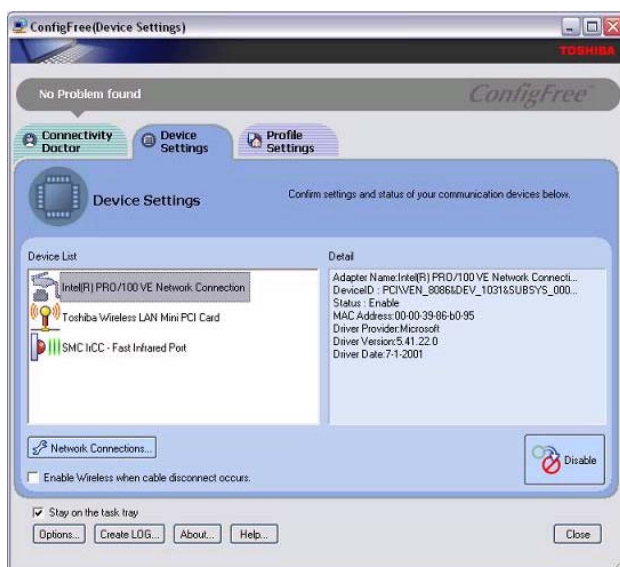 ConfigFree(Device Settings)
TOSHIBA
No Problem found
ConfigFree™
Connectivity
Doctor
Device
Settings
Profile
Settings
Device Settings
Confirm settings and status of your communication devices below.
Device List
Intel(R) PRO/100 VE Network Connection
Toshiba Wireless LAN Mini PCI Card
SMC IrCC - Fast Infrared Port
Detail
Adapter Name:Intel(R) PRO/100 VE Network Connecti...
DeviceID : PCI\VEN_8086&DEV_1031&SUBSYS_000...
Status : Enable
MAC Address:00-00-39-86-b0-95
Driver Provider:Microsoft
Driver Version:5.41.22.0
Driver Date:7-1-2001
Network Connections...
Disable
Enable Wireless when cable disconnect occurs.
Stay on the task tray
Options...
Create LOG...
About...
Help...
Close